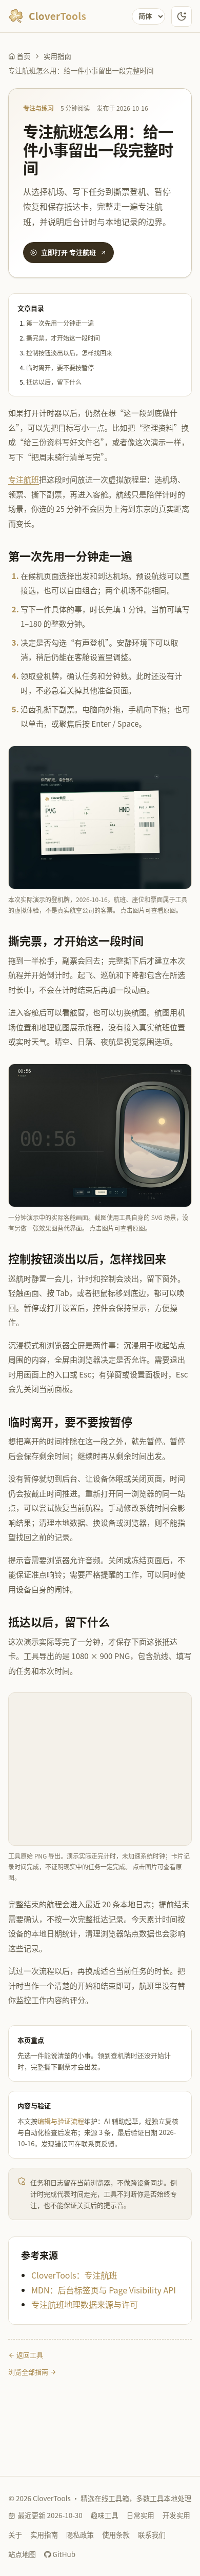 CloverTools
简体
首页 > 实用指南
专注航班怎么用：给一件小事留出一段完整时间
专注与练习 5 分钟阅读 发布于 2026-10-16
专注航班怎么用：给一
件小事留出一段完整时
间
从选择机场、写下任务到撕票登机、暂停
恢复和保存抵达卡，完整走一遍专注航
班，并说明后台计时与本地记录的边界。
立即打开 专注航班
文章目录
1. 第一次先用一分钟走一遍
2. 撕完票，才开始这一段时间
3. 控制按钮淡出以后，怎样找回来
4. 临时离开，要不要按暂停
5. 抵达以后，留下什么
如果打开计时器以后，仍然在想“这一段到底做什
么”，可以先把目标写小一点。比如把“整理资料”换
成“给三份资料写好文件名”，或者像这次演示一样，
写下“把周末骑行清单写完”。
专注航班把这段时间放进一次虚拟旅程里：选机场、
领票、撕下副票，再进入客舱。航线只是陪伴计时的
场景，你选的 25 分钟不会因为上海到东京的真实距离
而变长。
第一次先用一分钟走一遍
1. 在候机页面选择出发和到达机场。预设航线可以直
接选，也可以自由组合；两个机场不能相同。
2. 写下一件具体的事，时长先填 1 分钟。当前可填写
1–180 的整数分钟。
3. 决定是否勾选“有声登机”。安静环境下可以取
消，稍后仍能在客舱设置里调整。
4. 领取登机牌，确认任务和分钟数。此时还没有计
时，不必急着关掉其他准备页面。
5. 沿齿孔撕下副票。电脑向外拖，手机向下拖；也可
以单击，或聚焦后按 Enter / Space。
PVG
HND
本次实际演示的登机牌，2026-10-16。航班、座位和票面属于工具
的虚拟体验，不是真实航空公司的客票。 点击图片可查看原图。
撕完票，才开始这一段时间
拖到一半松手，副票会回去；完整撕下后才建立本次
航程并开始倒计时。起飞、巡航和下降都包含在所选
时长中，不会在计时结束后再加一段动画。
进入客舱后可以看舷窗，也可以切换航图。航图用机
场位置和地理底图展示旅程，没有接入真实航班位置
或实时天气。晴空、日落、夜航是视觉氛围选项。
00:56
00:56
一分钟演示中的实际客舱画面。截图使用工具自身的 SVG 场景，没
有另做一张效果图替代界面。 点击图片可查看原图。
控制按钮淡出以后，怎样找回来
巡航时静置一会儿，计时和控制会淡出，留下窗外。
轻触画面、按 Tab，或者把鼠标移到底边，都可以唤
回。暂停或打开设置后，控件会保持显示，方便操
作。
沉浸模式和浏览器全屏是两件事：沉浸用于收起站点
周围的内容，全屏由浏览器决定是否允许。需要退出
时用画面上的入口或 Esc；有弹窗或设置面板时，Esc
会先关闭当前面板。
临时离开，要不要按暂停
想把离开的时间排除在这一段之外，就先暂停。暂停
后会保存剩余时间；继续时再从剩余时间出发。
没有暂停就切到后台、让设备休眠或关闭页面，时间
仍会按截止时间推进。重新打开同一浏览器的同一站
点，可以尝试恢复当前航程。手动修改系统时间会影
响结果；清理本地数据、换设备或浏览器，则不能指
望找回之前的记录。
提示音需要浏览器允许音频。关闭或冻结页面后，不
能保证准点响铃；需要严格提醒的工作，可以同时使
用设备自身的闹钟。
抵达以后，留下什么
这次演示实际等完了一分钟，才保存下面这张抵达
卡。工具导出的是 1080 × 900 PNG，包含航线、填写
的任务和本次时间。
工具原始 PNG 导出。演示实际走完计时，未加速系统时钟；卡片记
录时间完成，不证明现实中的任务一定完成。 点击图片可查看原
图。
完整结束的航程会进入最近 20 条本地日志；提前结束
需要确认，不按一次完整抵达记录。今天累计时间按
设备的本地日期统计，清理浏览器站点数据也会影响
这些记录。
试过一次流程以后，再换成适合当前任务的时长。把
计时当作一个清楚的开始和结束即可，航班里没有替
你监控工作内容的评分。
本页重点
先选一件能说清楚的小事。领到登机牌时还没开始计
时，完整撕下副票才会出发。
内容与验证
本文按编辑与验证流程维护：AI 辅助起草，经独立复核
与自动化检查后发布；来源 3 条，最后验证日期 2026-
10-16。发现错误可在联系页反馈。
任务和日志留在当前浏览器，不做跨设备同步。倒
计时完成代表时间走完，工具不判断你是否始终专
注，也不能保证关页后的提示音。
参考来源
CloverTools：专注航班
MDN：后台标签页与 Page Visibility API
专注航班地理数据来源与许可
← 返回工具
浏览全部指南 →
© 2026 CloverTools · 精选在线工具箱，多数工具本地处理
最近更新 2026-10-30 趣味工具 日常实用 开发实用
关于 实用指南 隐私政策 使用条款 联系我们
站点地图 GitHub